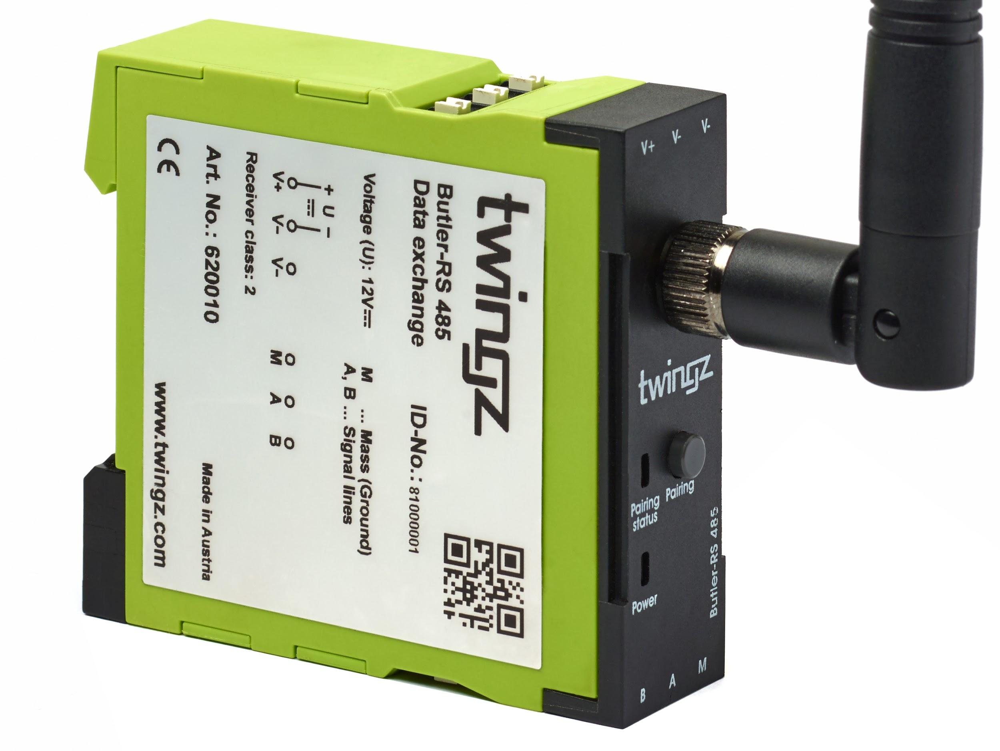 twingz
Butler-RS 485
Data exchange
ID-No.: 81000001
Voltage (U): 12V
M ... Mass (Ground)
A, B ... Signal lines
+ U −
V+ V- V- M A B
Receiver class: 2
Art. No.: 620010
Made in Austria
CE
www.twingz.com
V+ V- V-
twingz
Pairing
Pairing
status
Power
Butler-RS 485
B A M